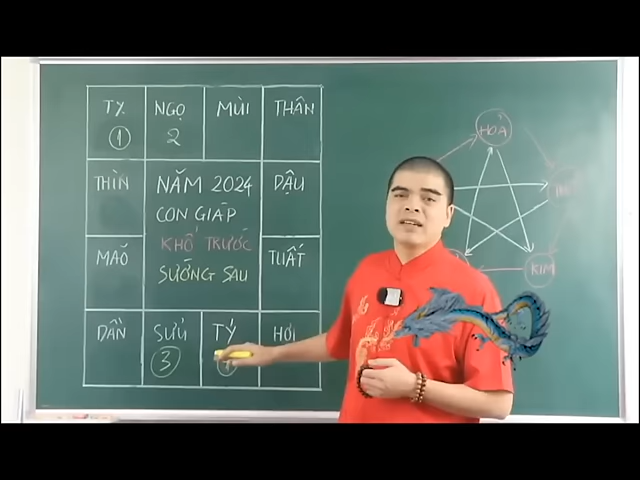 TỴ NGỌ MÙI THÂN
1 2
THÌN DẬU
NĂM 2024
CON GIÁP
KHỔ TRƯỚC
SƯỚNG SAU
MÃO TUẤT
DẦN SỬU TÝ HỢI
3
HOẢ
KIM